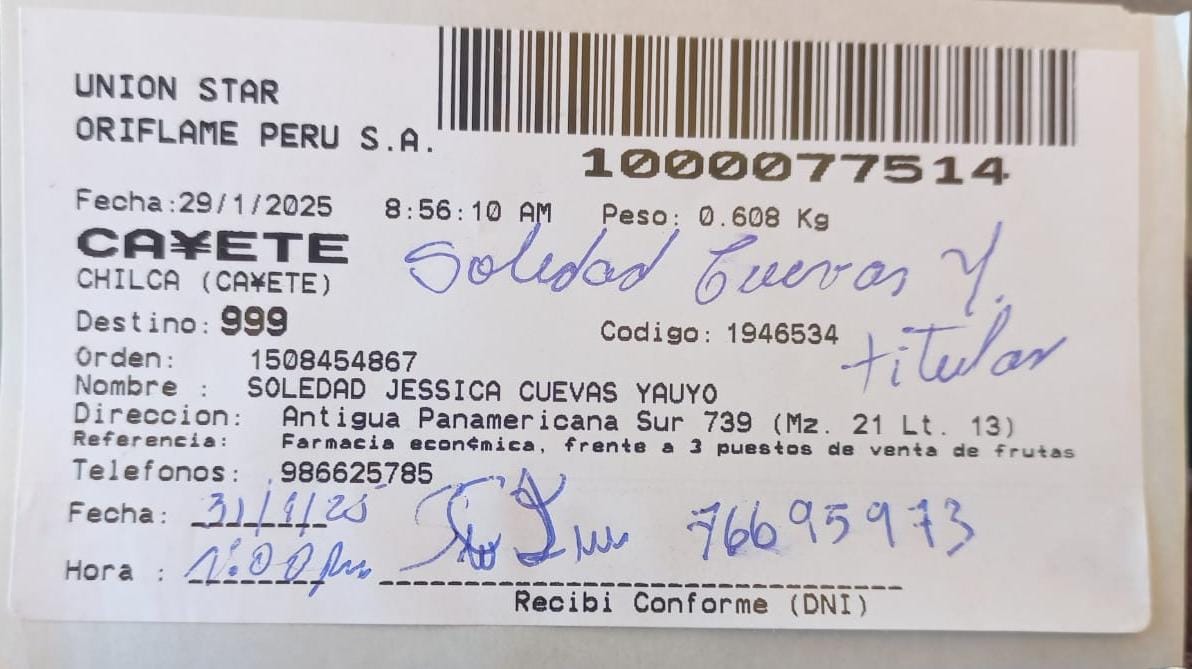 UNION STAR
ORIFLAME PERU S.A.
1000077514
Fecha:29/1/2025 8:56:10 AM Peso: 0.608 Kg
CA¥ETE
Soledad Cuevas Y.
CHILCA (CA¥ETE)
Destino: 999 Codigo: 1946534
titular
Orden: 1508454867
Nombre : SOLEDAD JESSICA CUEVAS YAUYO
Direccion: Antigua Panamericana Sur 739 (Mz. 21 Lt. 13)
Referencia: Farmacia econ¢mica, frente a 3 puestos de venta de frutas
Telefonos: 986625785
Fecha: 31/1/25 76695973
Hora : 1:00 pm
Recibi Conforme (DNI)